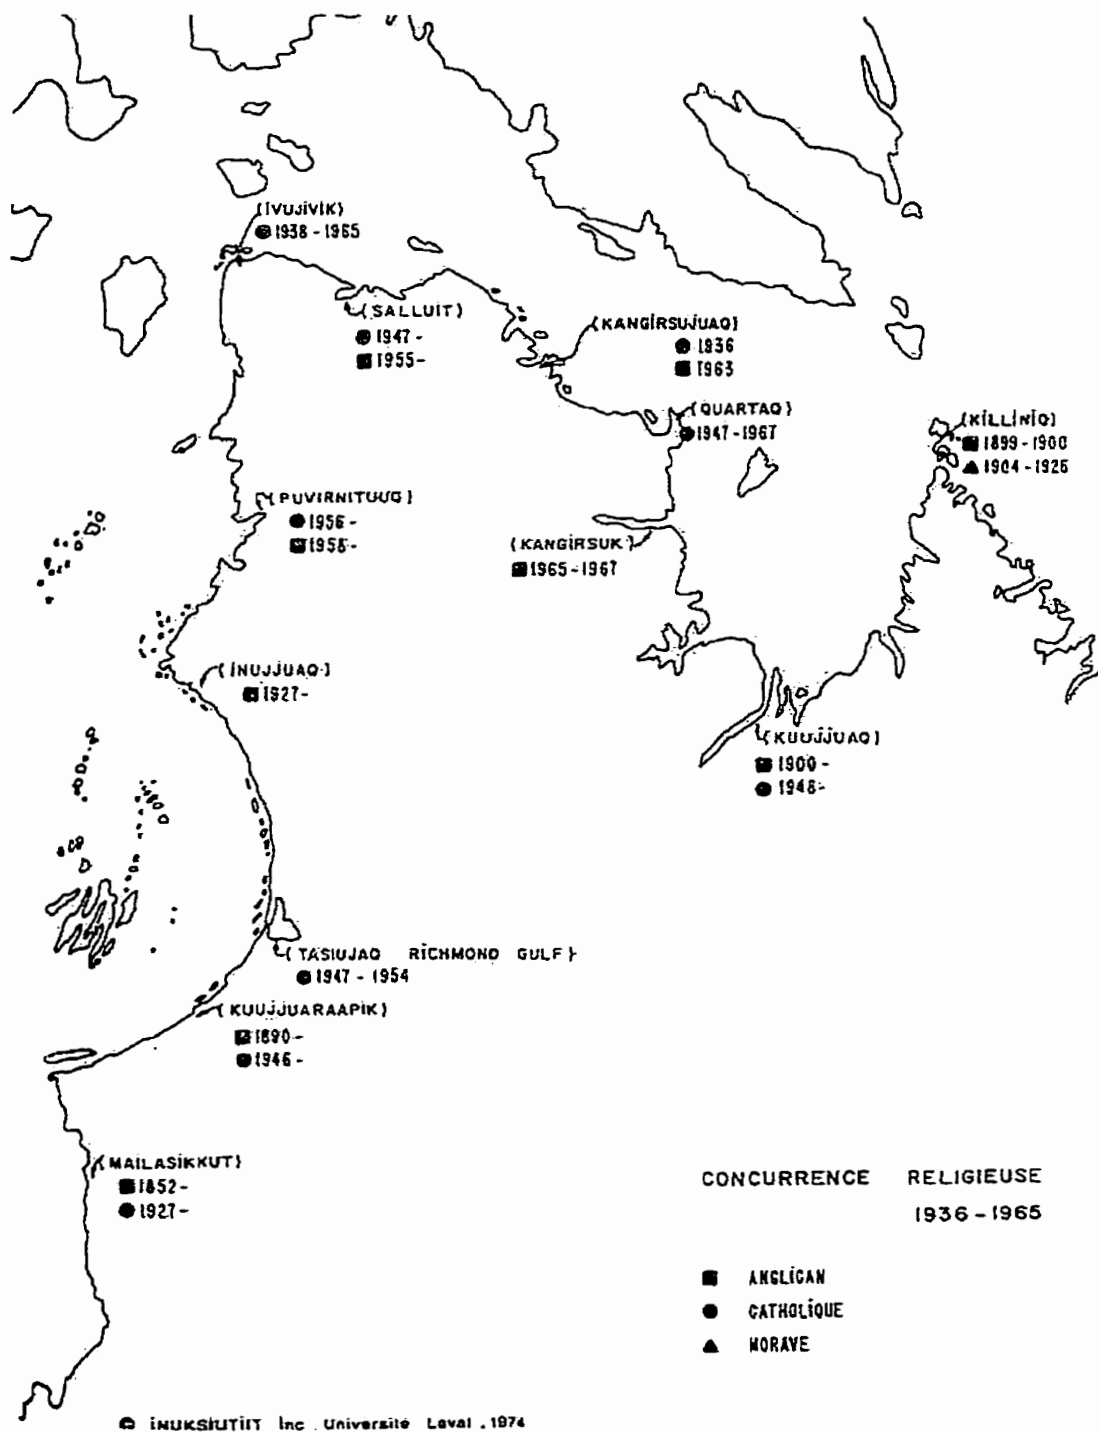 {IVUJIVIK}
1938 - 1965
{SALLUIT}
1947 -
1955 -
{KANGIRSUJUAQ}
1936
1963
{QUARTAQ}
1947 - 1967
{KILLINIQ}
1899 - 1900
1904 - 1926
{PUVIRNITUUQ}
1956 -
1958 -
{KANGIRSUK}
1965 - 1967
{INUJJUAQ}
1927 -
{KUUJJUAQ}
1900 -
1948 -
{TASIUJAQ RICHMOND GULF}
1947 - 1954
{KUUJJUARAAPIK}
1890 -
1946 -
{MAILASIKKUT}
1852 -
1927 -
CONCURRENCE RELIGIEUSE
1936 - 1965
ANGLICAN
CATHOLIQUE
MORAVE
© INUKSIUTIIT Inc. Université Laval. 1974